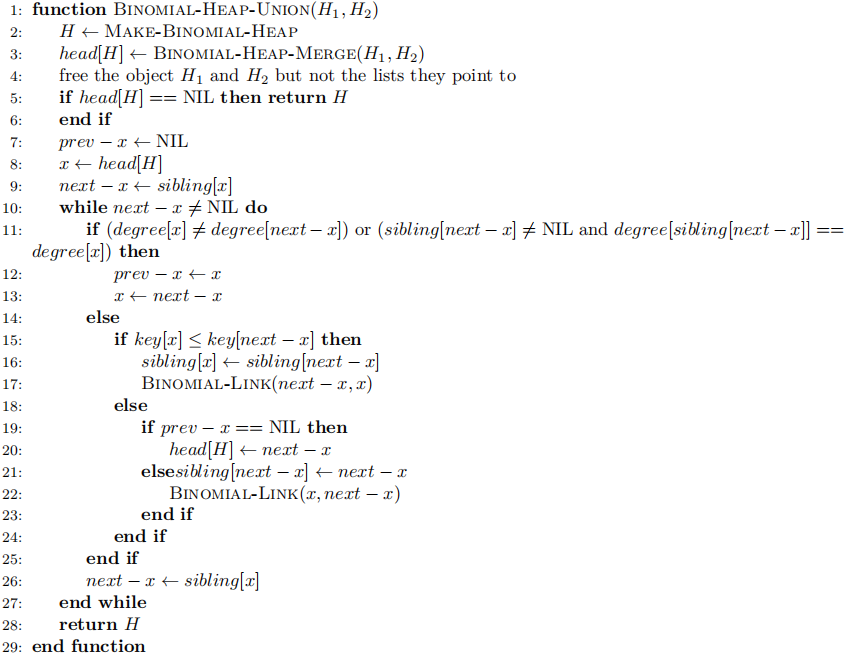 1: function BINOMIAL-HEAP-UNION(H₁, H₂)
2: H ← MAKE-BINOMIAL-HEAP
3: head[H] ← BINOMIAL-HEAP-MERGE(H₁, H₂)
4: free the object H₁ and H₂ but not the lists they point to
5: if head[H] == NIL then return H
6: end if
7: prev − x ← NIL
8: x ← head[H]
9: next − x ← sibling[x]
10: while next − x ≠ NIL do
11: if (degree[x] ≠ degree[next − x]) or (sibling[next − x] ≠ NIL and degree[sibling[next − x]] ==
degree[x]) then
12: prev − x ← x
13: x ← next − x
14: else
15: if key[x] ≤ key[next − x] then
16: sibling[x] ← sibling[next − x]
17: BINOMIAL-LINK(next − x, x)
18: else
19: if prev − x == NIL then
20: head[H] ← next − x
21: elsesibling[next − x] ← next − x
22: BINOMIAL-LINK(x, next − x)
23: end if
24: end if
25: end if
26: next − x ← sibling[x]
27: end while
28: return H
29: end function